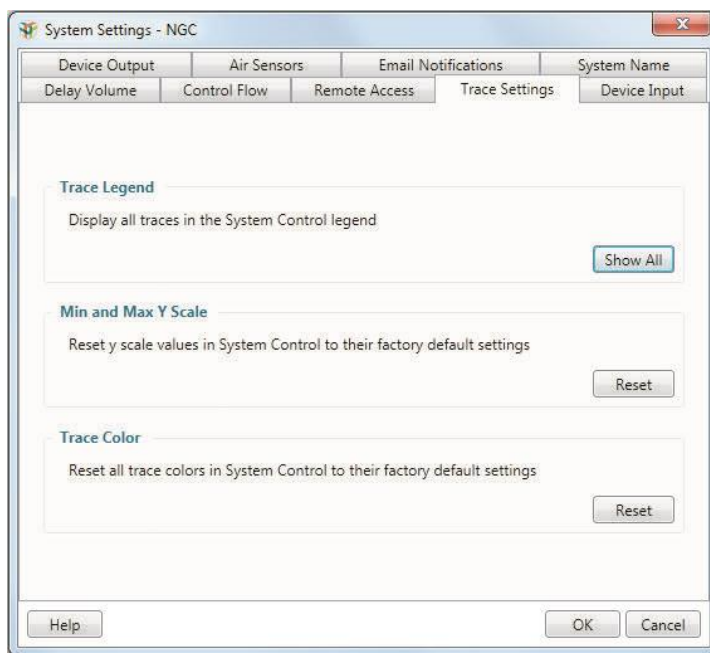 System Settings - NGC
Device Output
Air Sensors
Email Notifications
System Name
Delay Volume
Control Flow
Remote Access
Trace Settings
Device Input
Trace Legend
Display all traces in the System Control legend
Show All
Min and Max Y Scale
Reset y scale values in System Control to their factory default settings
Reset
Trace Color
Reset all trace colors in System Control to their factory default settings
Reset
Help
OK
Cancel